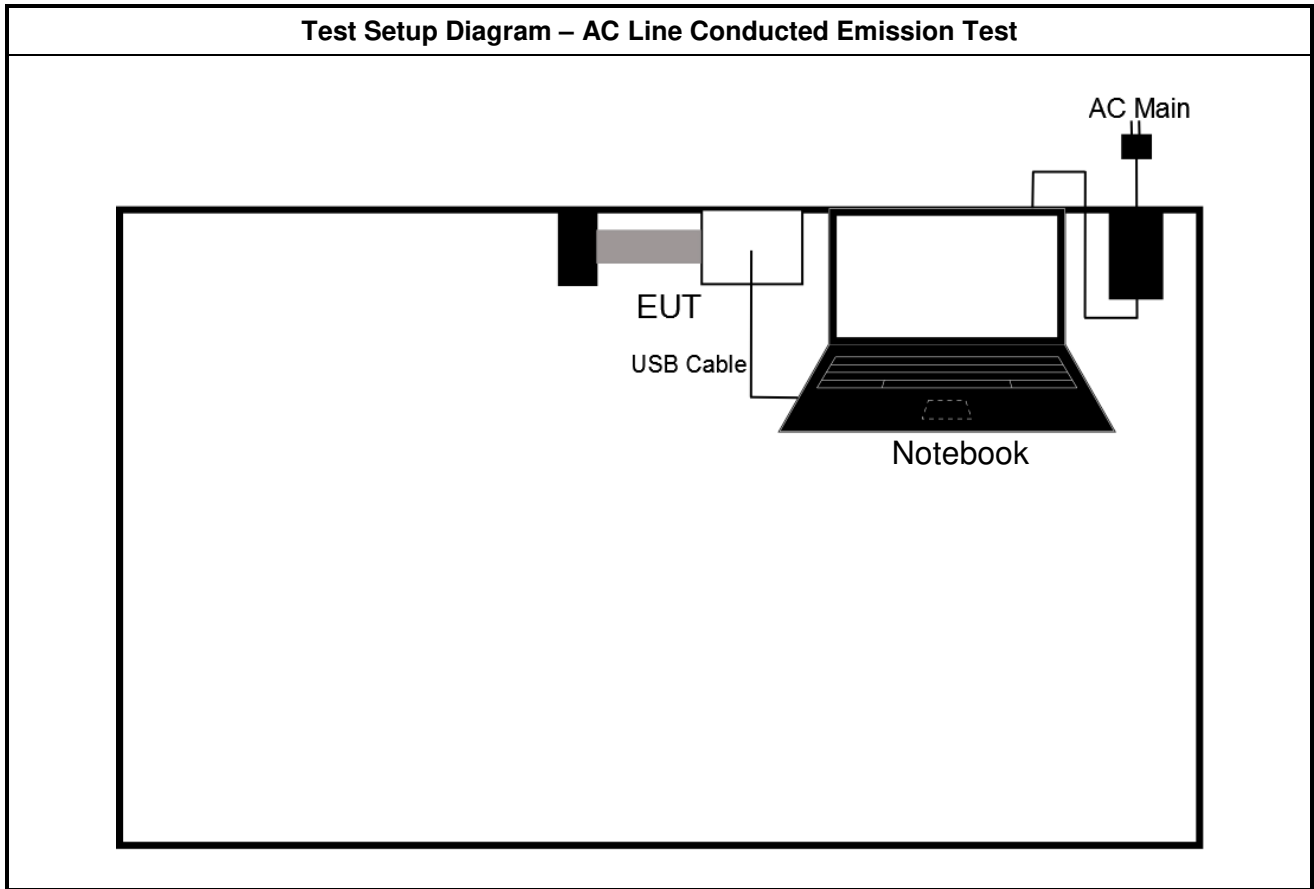 Test Setup Diagram – AC Line Conducted Emission Test
AC Main
EUT
USB Cable
Notebook